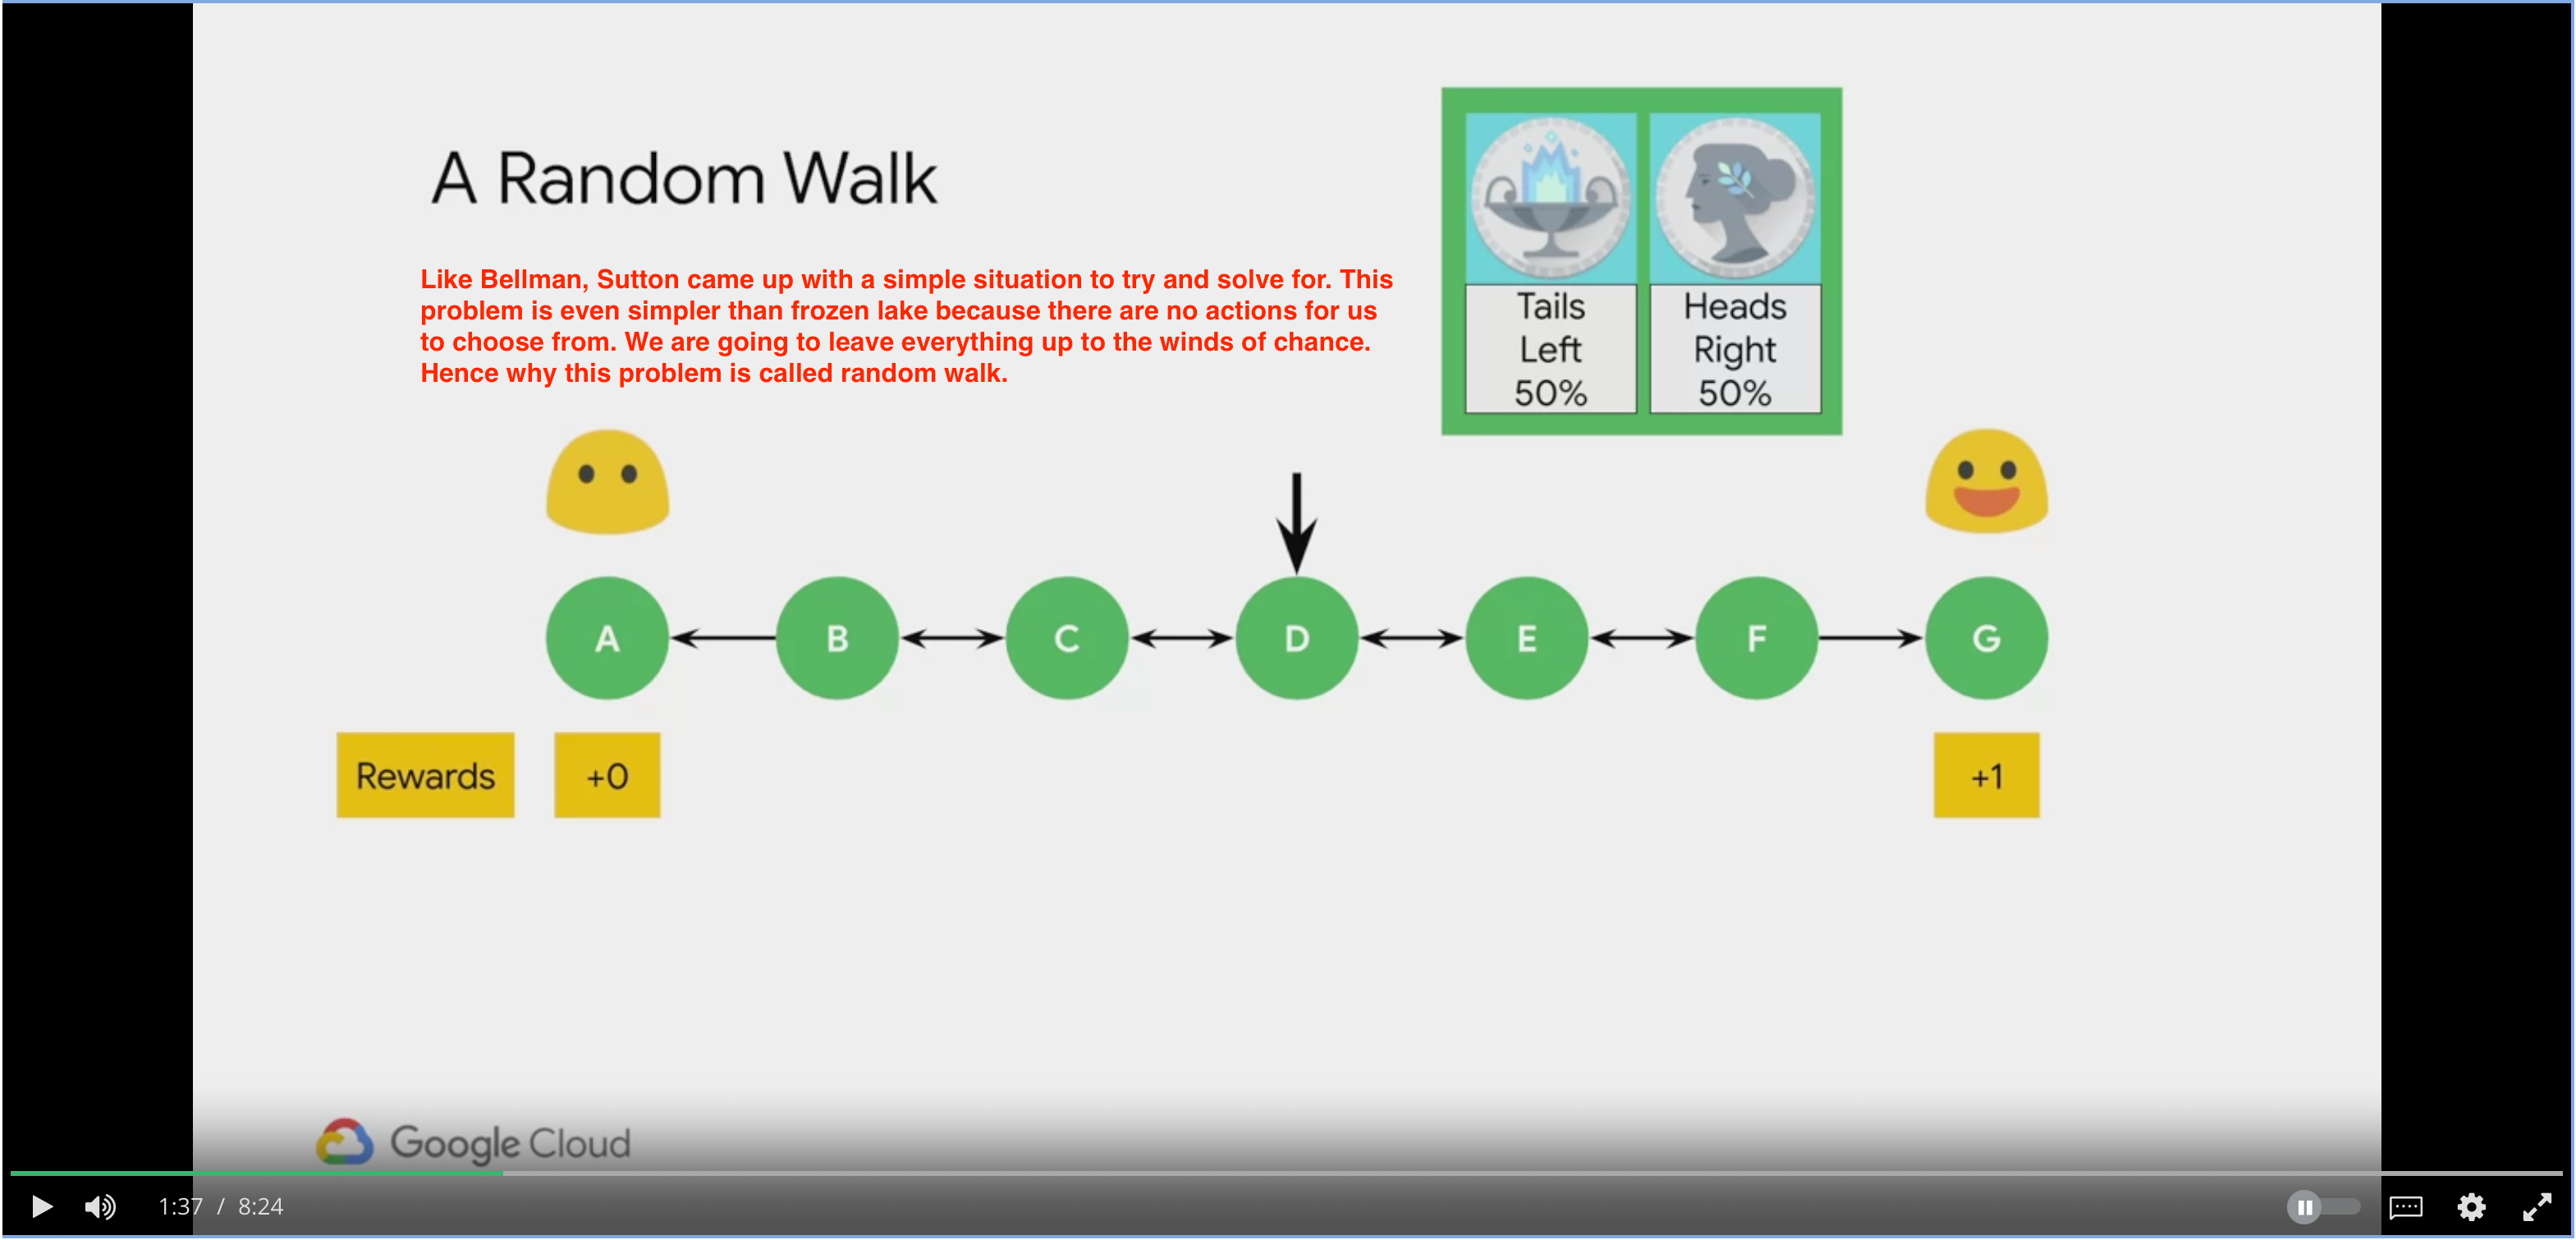 A Random Walk
Like Bellman, Sutton came up with a simple situation to try and solve for. This
problem is even simpler than frozen lake because there are no actions for us
to choose from. We are going to leave everything up to the winds of chance.
Hence why this problem is called random walk.
Tails
Left
50%
Heads
Right
50%
A B C D E F G
Rewards +0 +1
Google Cloud
1:37 / 8:24